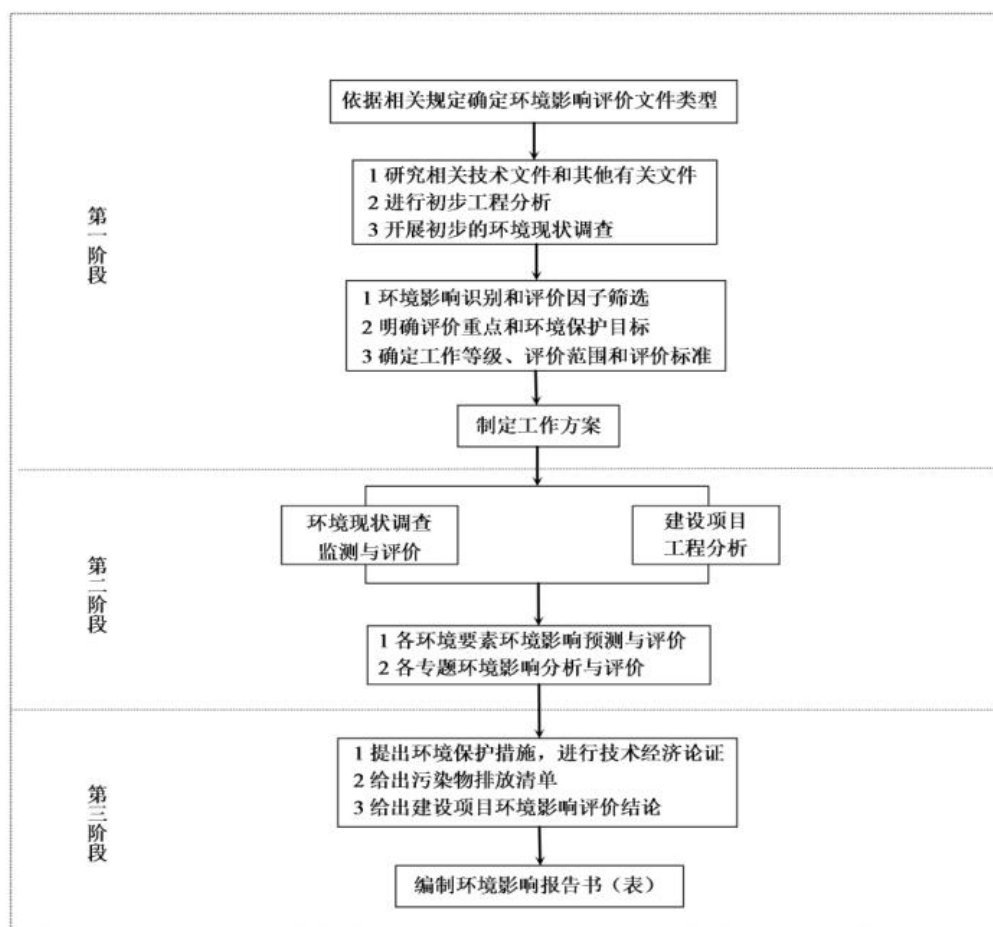 依据相关规定确定环境影响评价文件类型
1 研究相关技术文件和其他有关文件
2 进行初步工程分析
3 开展初步的环境现状调查
第一阶段
1 环境影响识别和评价因子筛选
2 明确评价重点和环境保护目标
3 确定工作等级、评价范围和评价标准
制定工作方案
环境现状调查
监测与评价
建设项目
工程分析
第二阶段
1 各环境要素环境影响预测与评价
2 各专题环境影响分析与评价
1 提出环境保护措施，进行技术经济论证
2 给出污染物排放清单
3 给出建设项目环境影响评价结论
第三阶段
编制环境影响报告书（表）